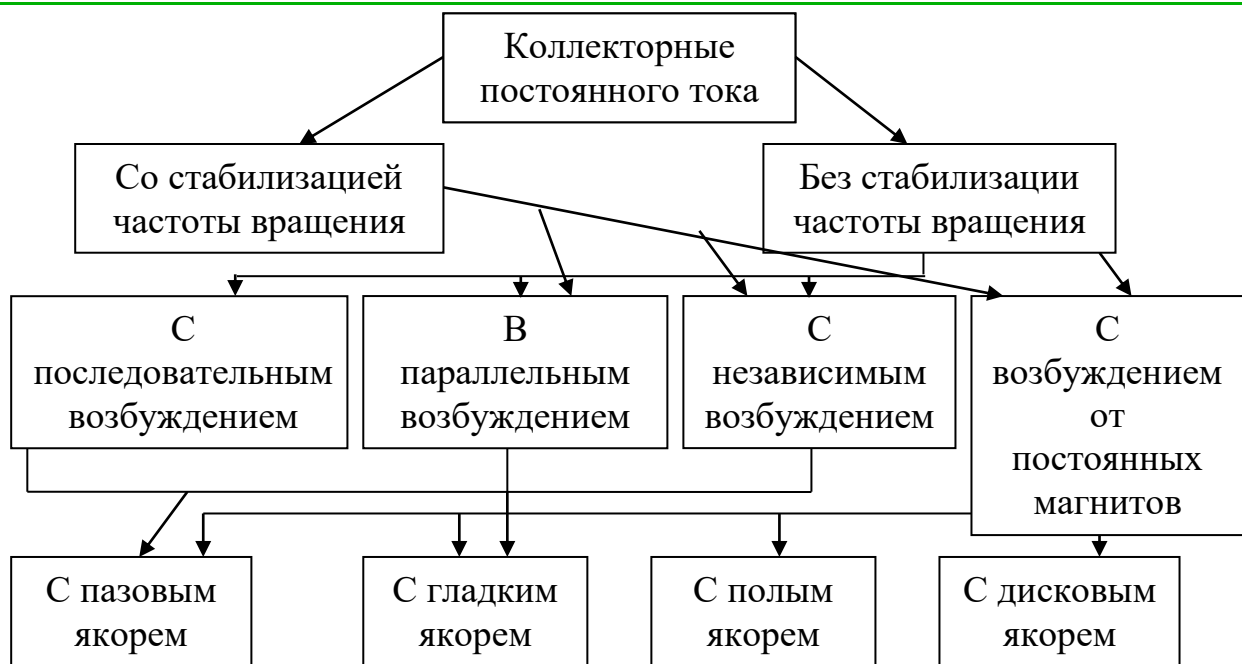 Коллекторные
постоянного тока
Со стабилизацией
частоты вращения
Без стабилизации
частоты вращения
С
последовательным
возбуждением
В
параллельным
возбуждением
С
независимым
возбуждением
С
возбуждением
от
постоянных
магнитов
С пазовым
якорем
С гладким
якорем
С полым
якорем
С дисковым
якорем